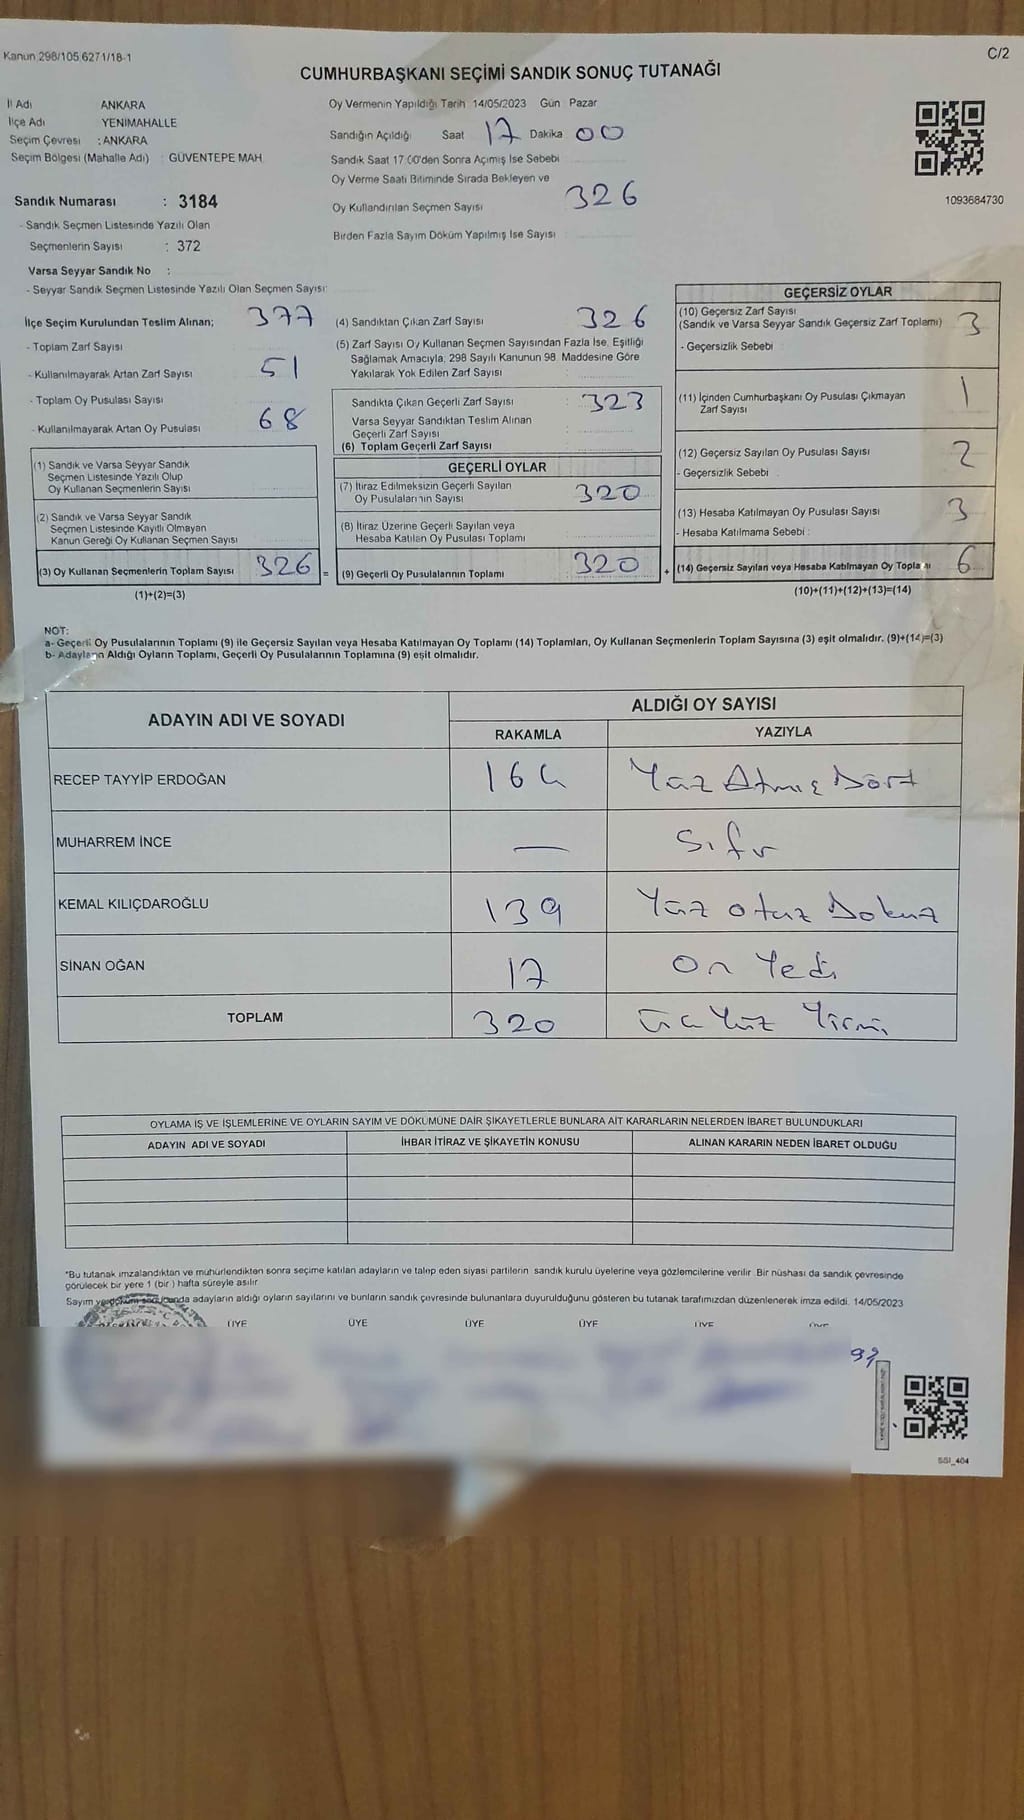 Kanun 298/105 6271/18-1
C/2
CUMHURBAŞKANI SEÇİMİ SANDIK SONUÇ TUTANAĞI
İl Adı ANKARA
İlçe Adı YENİMAHALLE
Seçim Çevresi : ANKARA
Seçim Bölgesi (Mahalle Adı) : GÜVENTEPE MAH.
Sandık Numarası : 3184
- Sandık Seçmen Listesinde Yazılı Olan
Seçmenlerin Sayısı : 372
Varsa Seyyar Sandık No :
- Seyyar Sandık Seçmen Listesinde Yazılı Olan Seçmen Sayısı:
Oy Vermenin Yapıldığı Tarih 14/05/2023 Gün Pazar
Sandığın Açıldığı Saat 17 Dakika 00
Sandık Saat 17 00'den Sonra Açımış İse Sebebi
Oy Verme Saati Bitiminde Sırada Bekleyen ve
Oy Kullandırılan Seçmen Sayısı 326
Birden Fazla Sayım Döküm Yapılmış İse Sayısı :
1093684730
İlçe Seçim Kurulundan Teslim Alınan;
- Toplam Zarf Sayısı 377
- Kullanılmayarak Artan Zarf Sayısı 51
- Toplam Oy Pusulası Sayısı
- Kullanılmayarak Artan Oy Pusulası 68
(1) Sandık ve Varsa Seyyar Sandık
Seçmen Listesinde Yazılı Olup
Oy Kullanan Seçmenlerin Sayısı
(2) Sandık ve Varsa Seyyar Sandık
Seçmen Listesinde Kayıtlı Olmayan
Kanun Gereği Oy Kullanan Seçmen Sayısı
(3) Oy Kullanan Seçmenlerin Toplam Sayısı 326 =
(1)+(2)=(3)
(4) Sandıktan Çıkan Zarf Sayısı 326
(5) Zarf Sayısı Oy Kullanan Seçmen Sayısından Fazla İse, Eşitliği
Sağlamak Amacıyla, 298 Sayılı Kanunun 98. Maddesine Göre
Yakılarak Yok Edilen Zarf Sayısı :
Sandıkta Çıkan Geçerli Zarf Sayısı : 323
Varsa Seyyar Sandıktan Teslim Alınan
Geçerli Zarf Sayısı :
(6) Toplam Geçerli Zarf Sayısı
GEÇERLİ OYLAR
(7) İtiraz Edilmeksizin Geçerli Sayılan
Oy Pusulalarının Sayısı 320
(8) İtiraz Üzerine Geçerli Sayılan veya
Hesaba Katılan Oy Pusulası Toplamı
(9) Geçerli Oy Pusulalarının Toplamı 320 +
GEÇERSİZ OYLAR
(10) Geçersiz Zarf Sayısı
(Sandık ve Varsa Seyyar Sandık Geçersiz Zarf Toplamı) 3
- Geçersizlik Sebebi
(11) İçinden Cumhurbaşkanı Oy Pusulası Çıkmayan
Zarf Sayısı 1
(12) Geçersiz Sayılan Oy Pusulası Sayısı 2
- Geçersizlik Sebebi :
(13) Hesaba Katılmayan Oy Pusulası Sayısı 3
- Hesaba Katılmama Sebebi :
(14) Geçersiz Sayılan veya Hesaba Katılmayan Oy Toplamı 6
(10)+(11)+(12)+(13)=(14)
NOT:
a- Geçerli Oy Pusulalarının Toplamı (9) ile Geçersiz Sayılan veya Hesaba Katılmayan Oy Toplamı (14) Toplamları, Oy Kullanan Seçmenlerin Toplam Sayısına (3) eşit olmalıdır. (9)+(14)=(3)
b- Adayların Aldığı Oyların Toplamı, Geçerli Oy Pusulalarının Toplamına (9) eşit olmalıdır.
ADAYIN ADI VE SOYADI
ALDIĞI OY SAYISI
RAKAMLA YAZIYLA
RECEP TAYYİP ERDOĞAN 164 Yüz Atmış Dört
MUHARREM İNCE — Sıfır
KEMAL KILIÇDAROĞLU 139 Yüz otuz Dokuz
SİNAN OĞAN 17 On Yedi
TOPLAM 320 Üç Yüz Yirmi
OYLAMA İŞ VE İŞLEMLERİNE VE OYLARIN SAYIM VE DÖKÜMÜNE DAİR ŞİKAYETLERLE BUNLARA AİT KARARLARIN NELERDEN İBARET BULUNDUKLARI
ADAYIN ADI VE SOYADI İHBAR İTİRAZ VE ŞİKAYETİN KONUSU ALINAN KARARIN NEDEN İBARET OLDUĞU
*Bu tutanak imzalandıktan ve mühürlendikten sonra seçime katılan adayların ve talep eden siyasi partilerin sandık kurulu üyelerine veya gözlemcilerine verilir. Bir nüshası da sandık çevresinde
görülecek bir yere 1 (bir ) hafta süreyle asılır
Sayım ve döküm sonucunda adayların aldığı oyların sayılarını ve bunların sandık çevresinde bulunanlara duyurulduğunu gösteren bu tutanak tarafımızdan düzenlenerek imza edildi. 14/05/2023
ÜYE ÜYE ÜYE ÜYE ÜYE ÜYE
SSİ_404